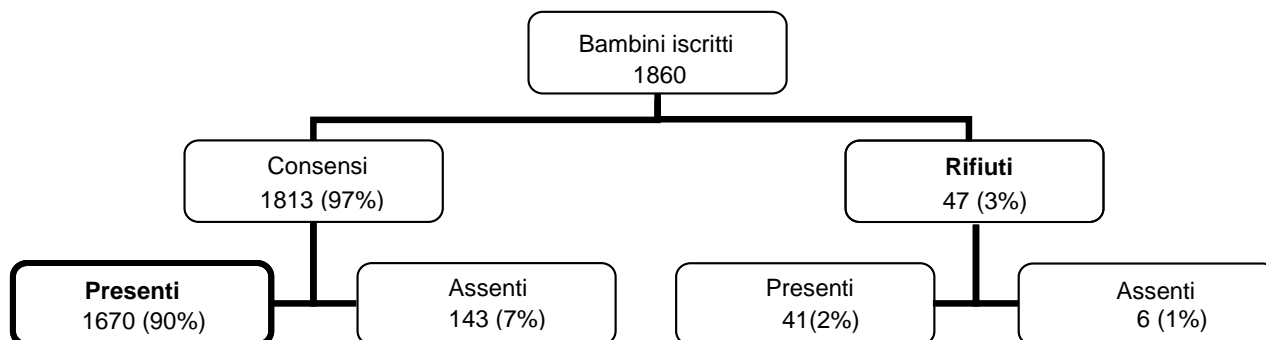 Bambini iscritti
1860
Consensi
1813 (97%)
Rifiuti
47 (3%)
Presenti
1670 (90%)
Assenti
143 (7%)
Presenti
41(2%)
Assenti
6 (1%)